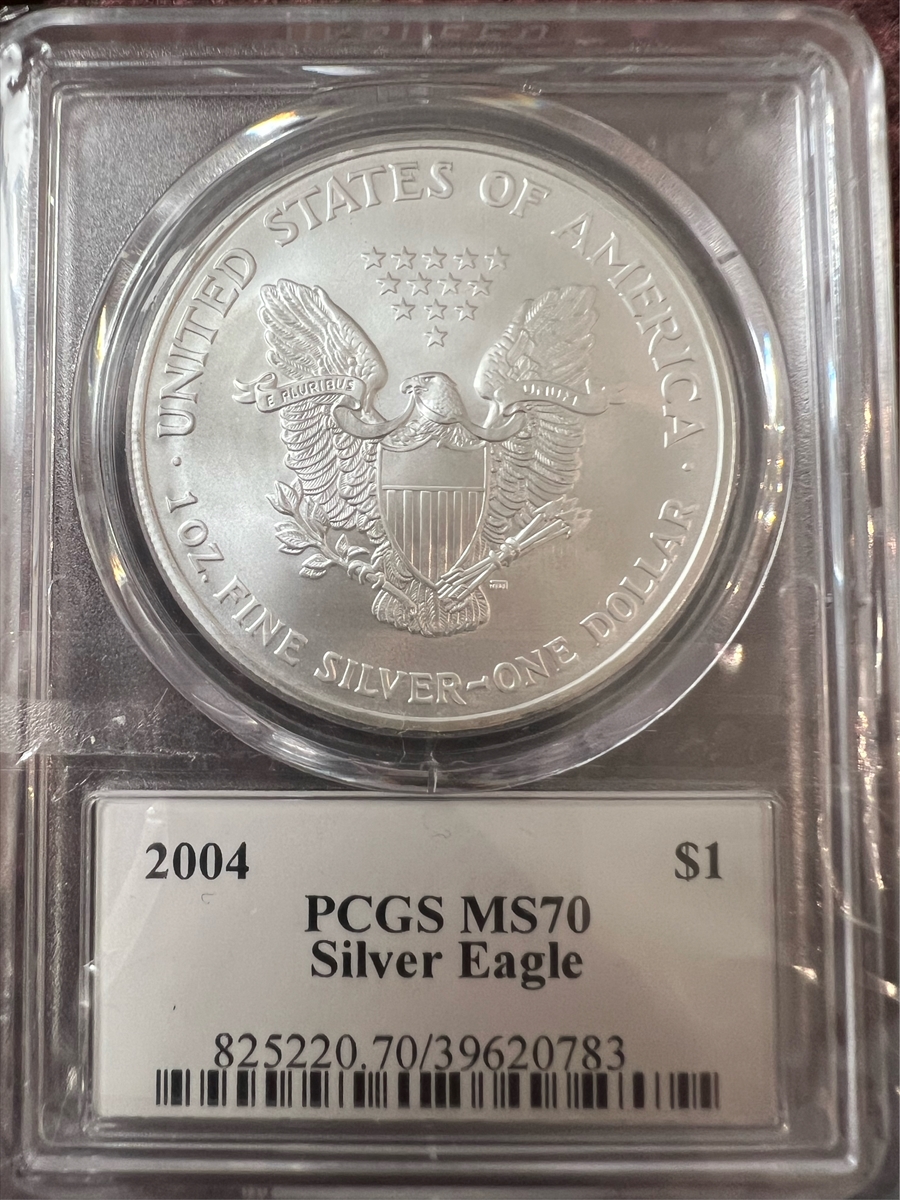 UNITED STATES OF AMERICA
E PLURIBUS
UNUM
· 1 OZ. FINE SILVER~ONE DOLLAR ·
2004 $1
PCGS MS70
Silver Eagle
825220.70/39620783